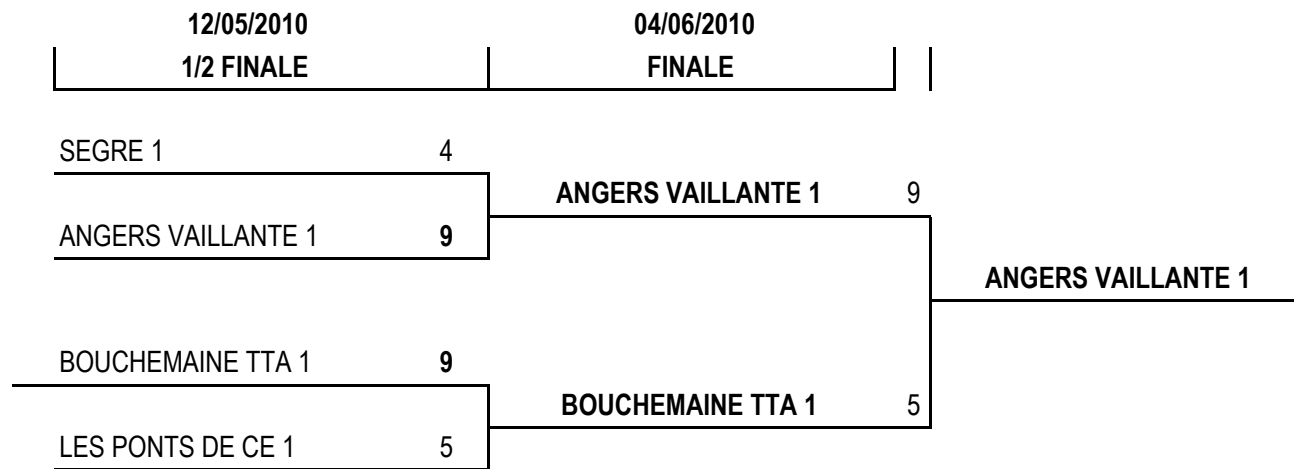 12/05/2010 04/06/2010
1/2 FINALE FINALE
SEGRE 1 4
ANGERS VAILLANTE 1 9
ANGERS VAILLANTE 1 9
ANGERS VAILLANTE 1
BOUCHEMAINE TTA 1 9
BOUCHEMAINE TTA 1 5
LES PONTS DE CE 1 5